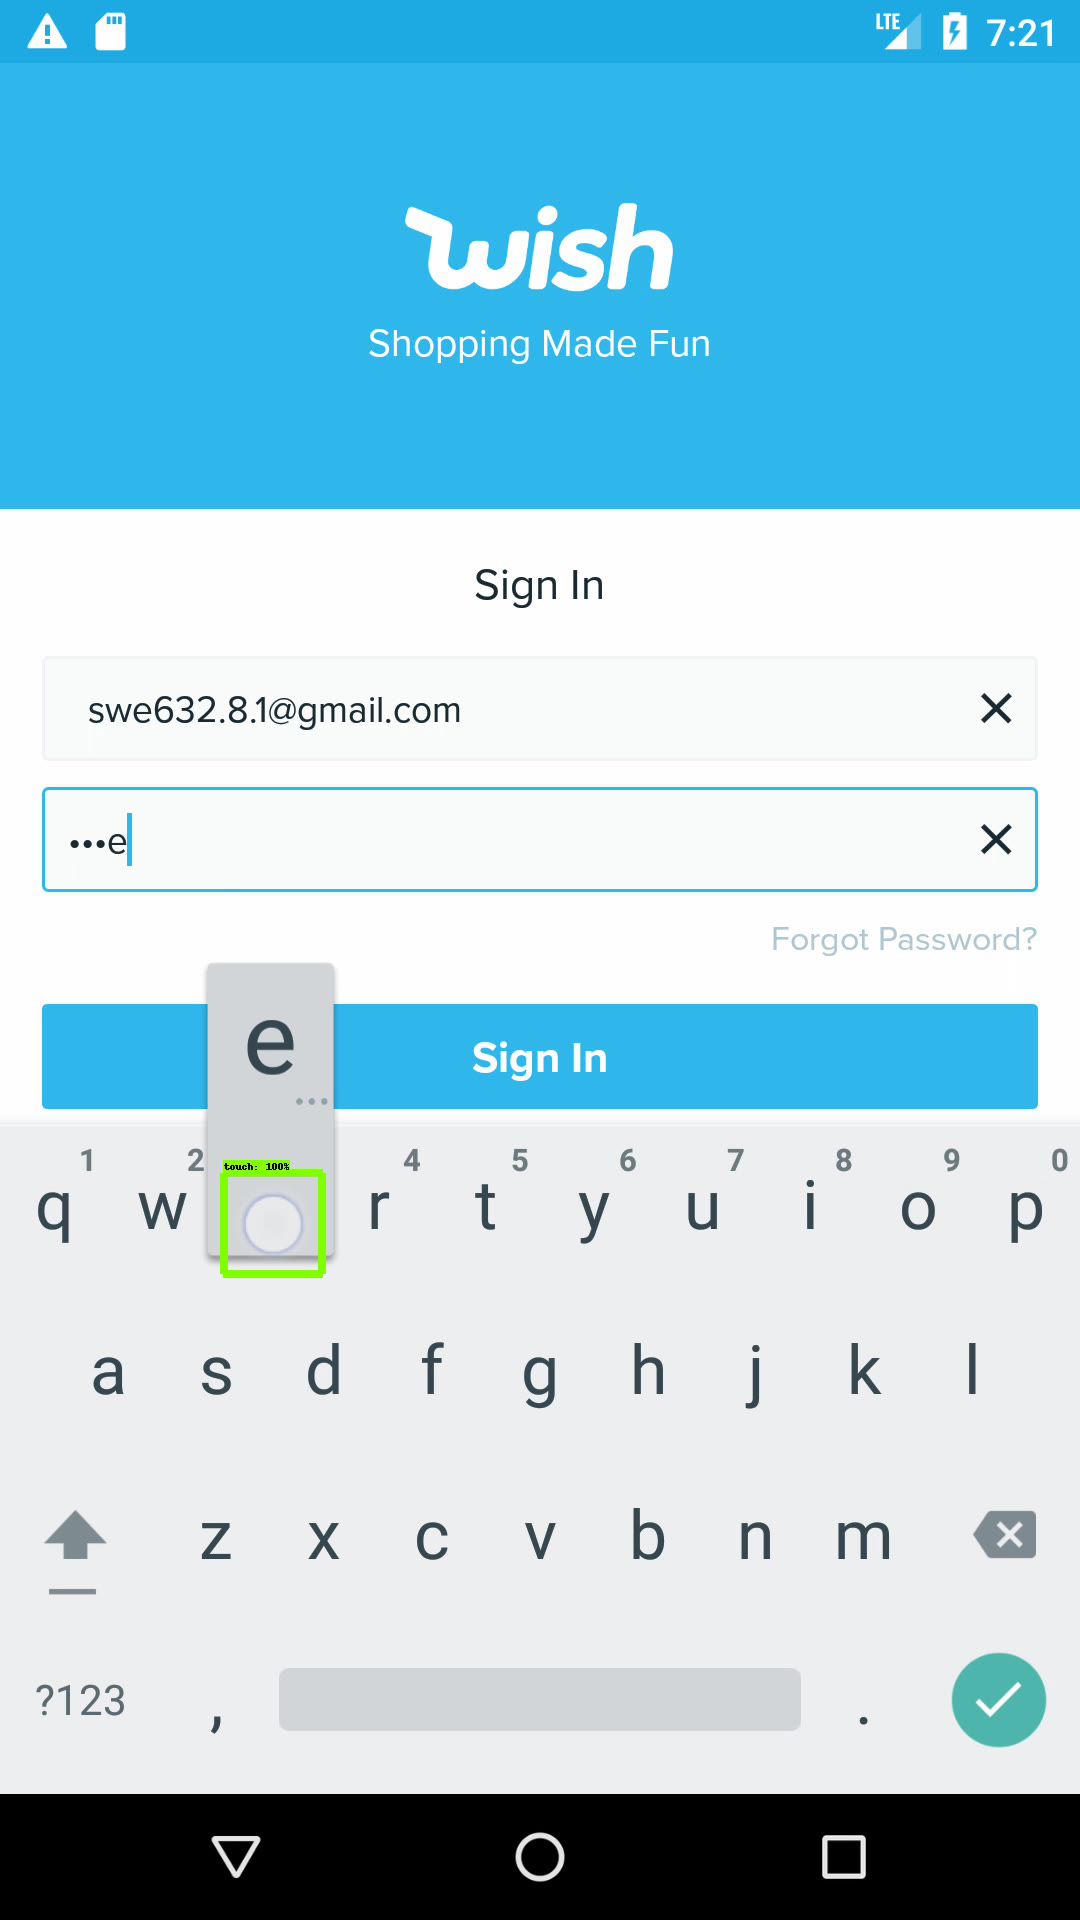 LTE 7:21
wish
Shopping Made Fun
Sign In
swe632.8.1@gmail.com
•••e
Forgot Password?
Sign In
e
...
touch: 100%
1 2 4 5 6 7 8 9 0
q w r t y u i o p
a s d f g h j k l
z x c v b n m
?123 , .